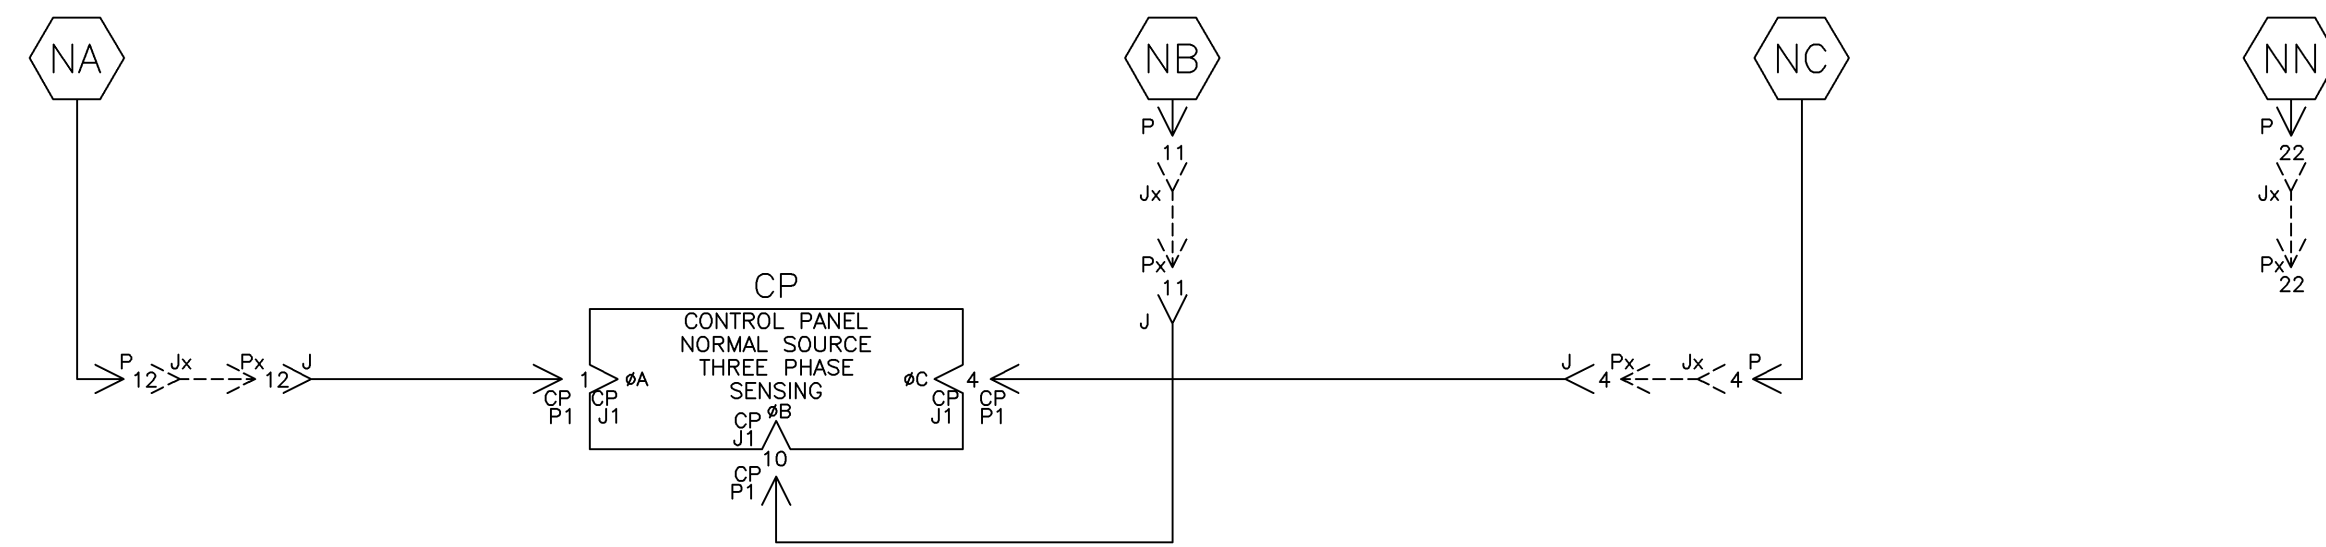 NA
NB
NC
NN
P
11
Jx
Px
11
J
P
22
Jx
Px
22
CP
CONTROL PANEL
NORMAL SOURCE
THREE PHASE
SENSING
P 12 Jx Px 12 J
1 øA
CP CP
P1 J1
øC 4
CP CP
J1 P1
J 4 Px Jx 4 P
øB
CP
J1
10
CP
P1